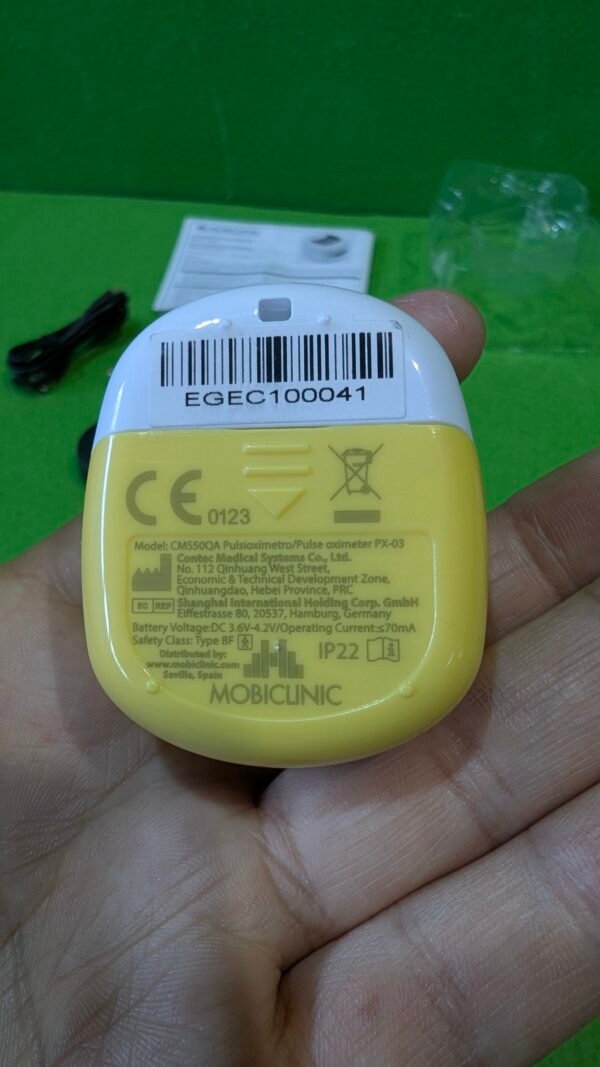 EGEC100041
CE 0123
Model: CMS50QA Pulsioxímetro/Pulse oximeter PX-03
Contec Medical Systems Co., Ltd.
No. 112 Qinhuang West Street,
Economic & Technical Development Zone,
Qinhuangdao, Hebei Province, PRC
EC REP Shanghai International Holding Corp. GmbH
Eiffestrasse 80, 20537, Hamburg, Germany
Battery Voltage:DC 3.6V-4.2V/Operating Current:≤70mA
Safety Class: Type BF
IP22
Distributed by:
www.mobiclinic.com
Seville, Spain
MOBICLINIC